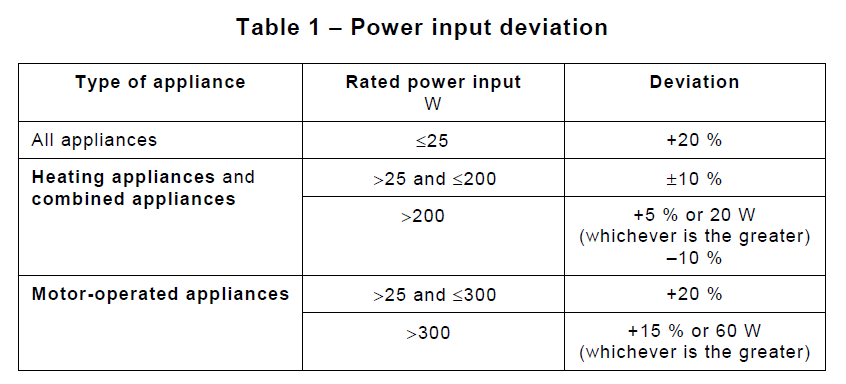 Table 1 – Power input deviation
Type of appliance
Rated power input
W
Deviation
All appliances
≤25
+20 %
Heating appliances and
combined appliances
>25 and ≤200
±10 %
>200
+5 % or 20 W
(whichever is the greater)
–10 %
Motor-operated appliances
>25 and ≤300
+20 %
>300
+15 % or 60 W
(whichever is the greater)